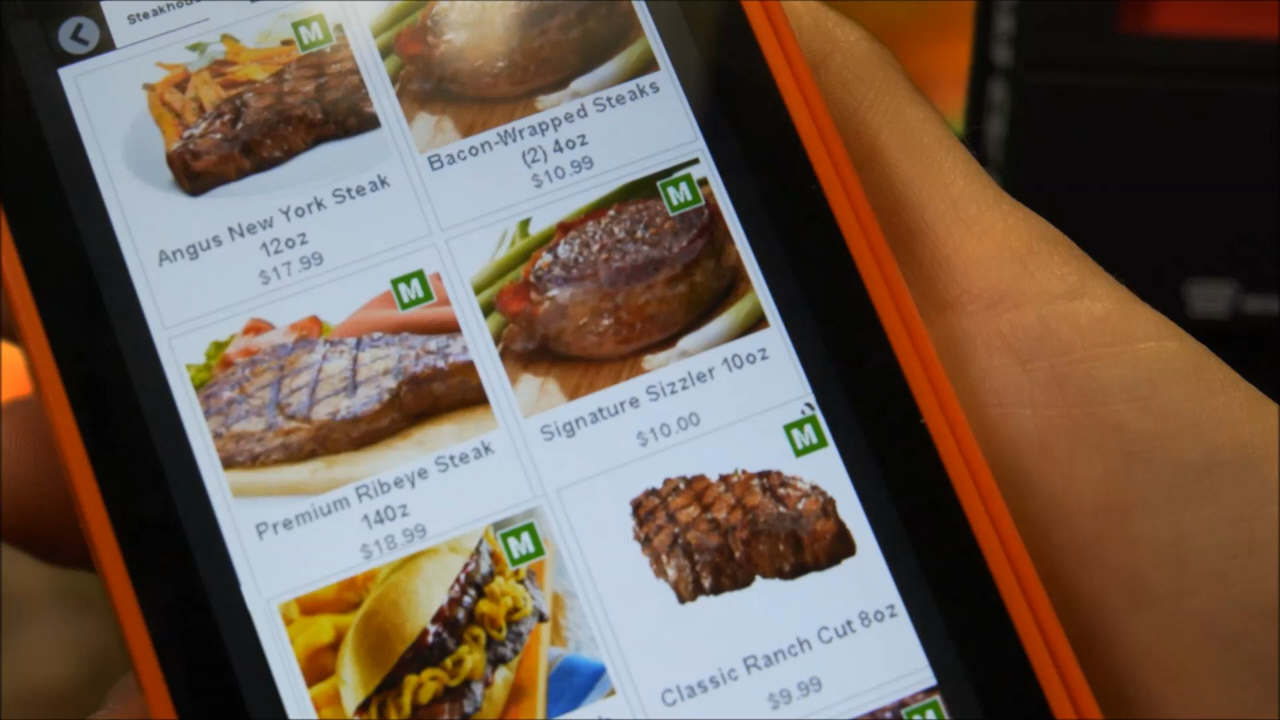 Steakhou
M
Angus New York Steak
12oz
$17.99
Bacon-Wrapped Steaks
(2) 4oz
$10.99
M
Premium Ribeye Steak
14oz
$18.99
M
Signature Sizzler 10oz
$10.00
M
M
Classic Ranch Cut 8oz
$9.99
M